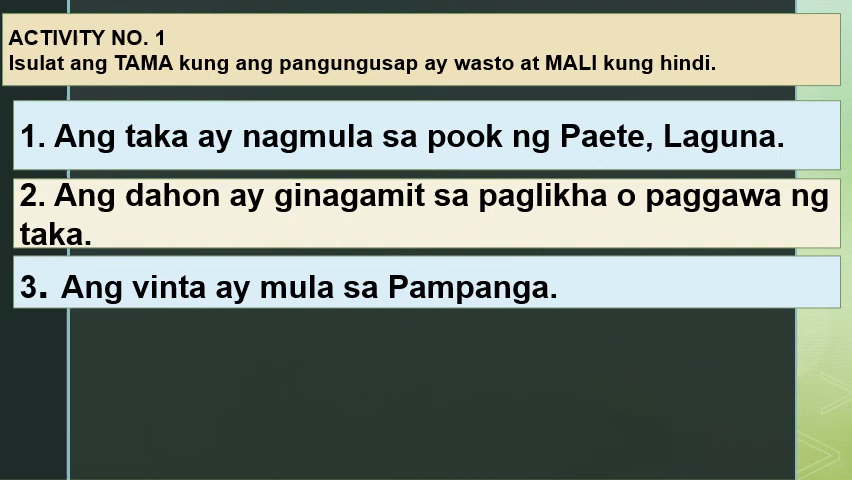 ACTIVITY NO. 1
Isulat ang TAMA kung ang pangungusap ay wasto at MALI kung hindi.
1. Ang taka ay nagmula sa pook ng Paete, Laguna.
2. Ang dahon ay ginagamit sa paglikha o paggawa ng
taka.
3. Ang vinta ay mula sa Pampanga.